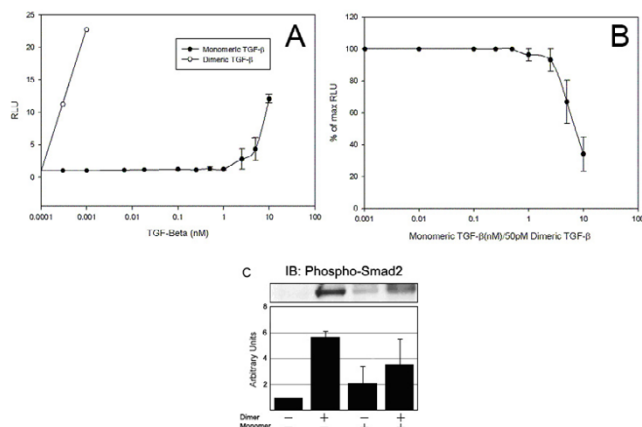 A
25
20
15
10
5
0
RLU
Monomeric TGF-β
Dimeric TGF-β
0.0001 0.001 0.01 0.1 1 10 100
TGF-Beta (nM)
B
120
100
80
60
40
20
0
% of max RLU
0.001 0.01 0.1 1 10 100
Monomeric TGF-β(nM)/50pM Dimeric TGF-β
C
IB: Phospho-Smad2
8
6
4
2
Arbitrary Units
Dimer − + − +
Monomer − − + +